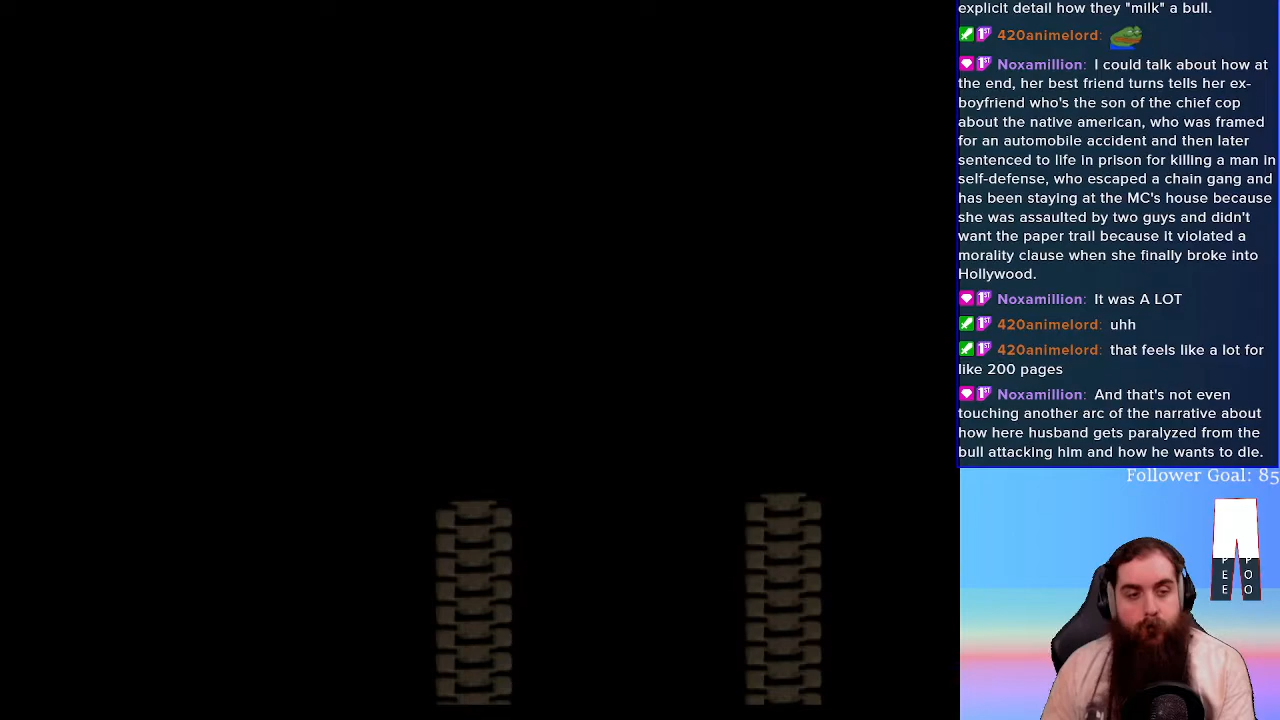 explicit detail how they "milk" a bull.
420animelord:
Noxamillion: I could talk about how at
the end, her best friend turns tells her ex-
boyfriend who's the son of the chief cop
about the native american, who was framed
for an automobile accident and then later
sentenced to life in prison for killing a man in
self-defense, who escaped a chain gang and
has been staying at the MC's house because
she was assaulted by two guys and didn't
want the paper trail because it violated a
morality clause when she finally broke into
Hollywood.
Noxamillion: It was A LOT
420animelord: uhh
420animelord: that feels like a lot for
like 200 pages
Noxamillion: And that's not even
touching another arc of the narrative about
how here husband gets paralyzed from the
bull attacking him and how he wants to die.
Follower Goal: 85
P P
E O
E O